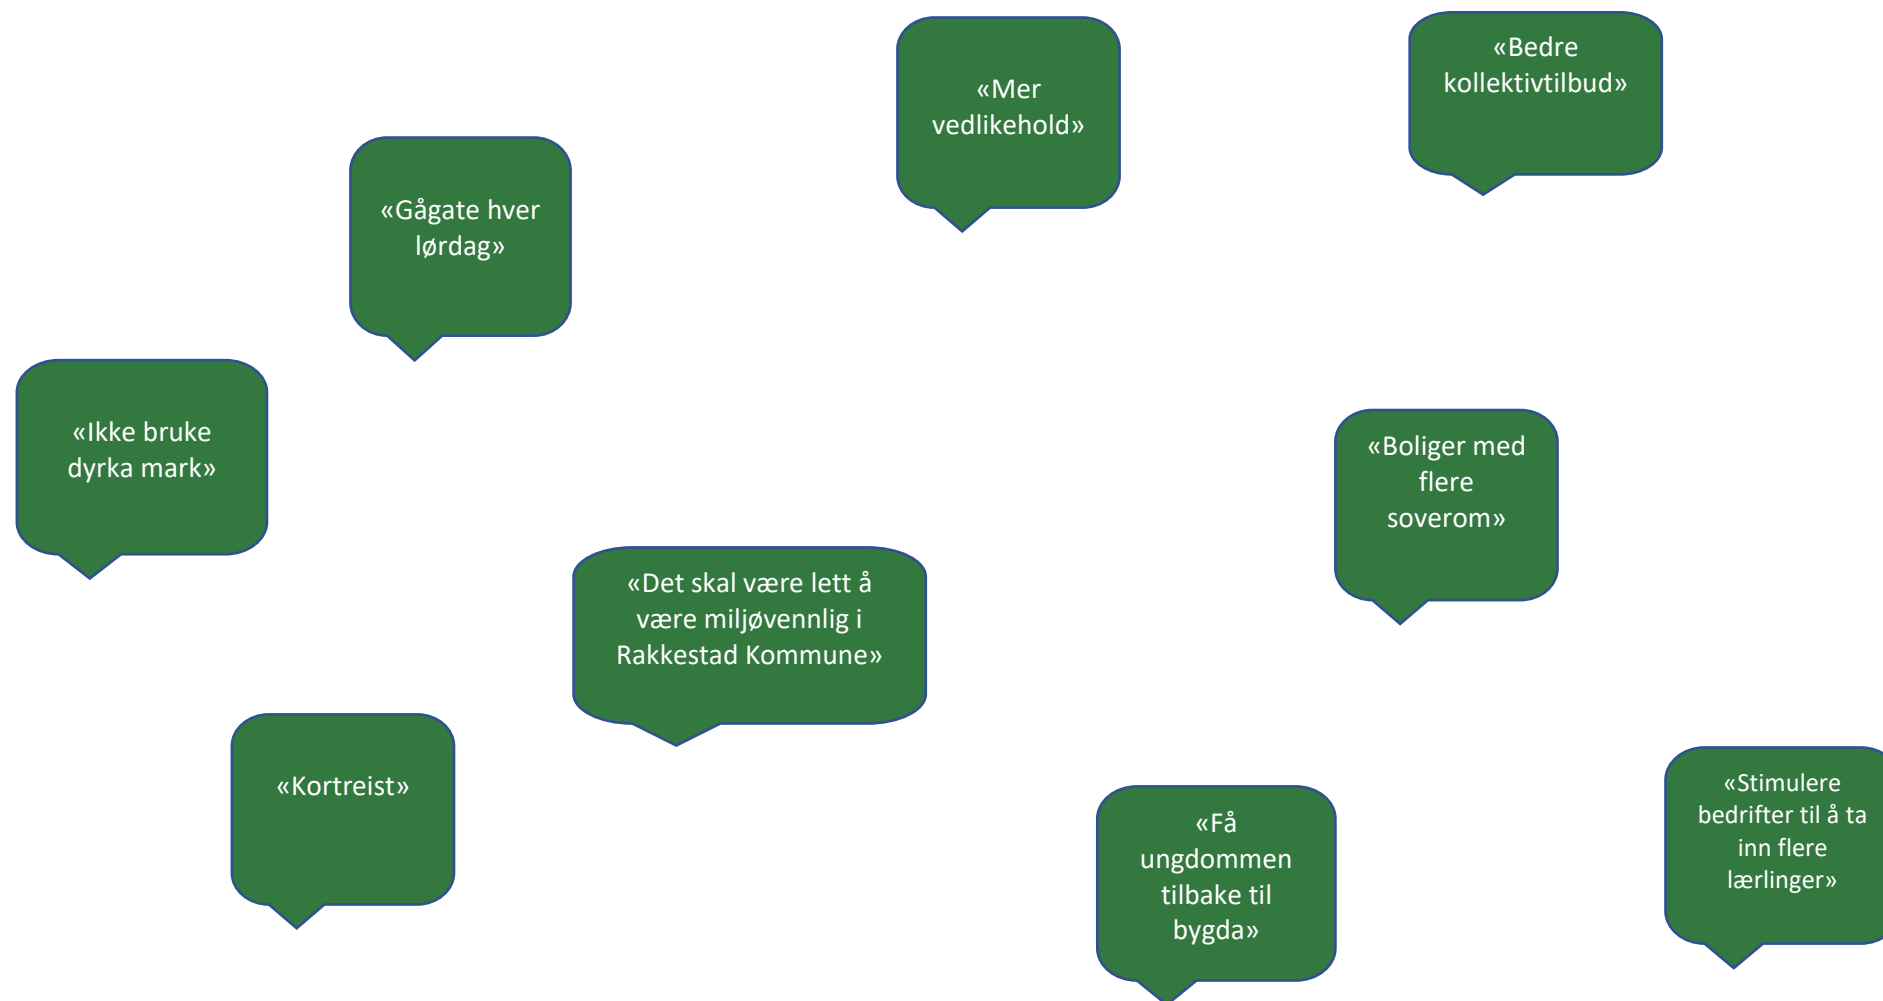 «Bedre
kollektivtilbud»
«Mer
vedlikehold»
«Gågate hver
lørdag»
«Ikke bruke
dyrka mark»
«Boliger med
flere
soverom»
«Det skal være lett å
være miljøvennlig i
Rakkestad Kommune»
«Kortreist»
«Få
ungdommen
tilbake til
bygda»
«Stimulere
bedrifter til å ta
inn flere
lærlinger»